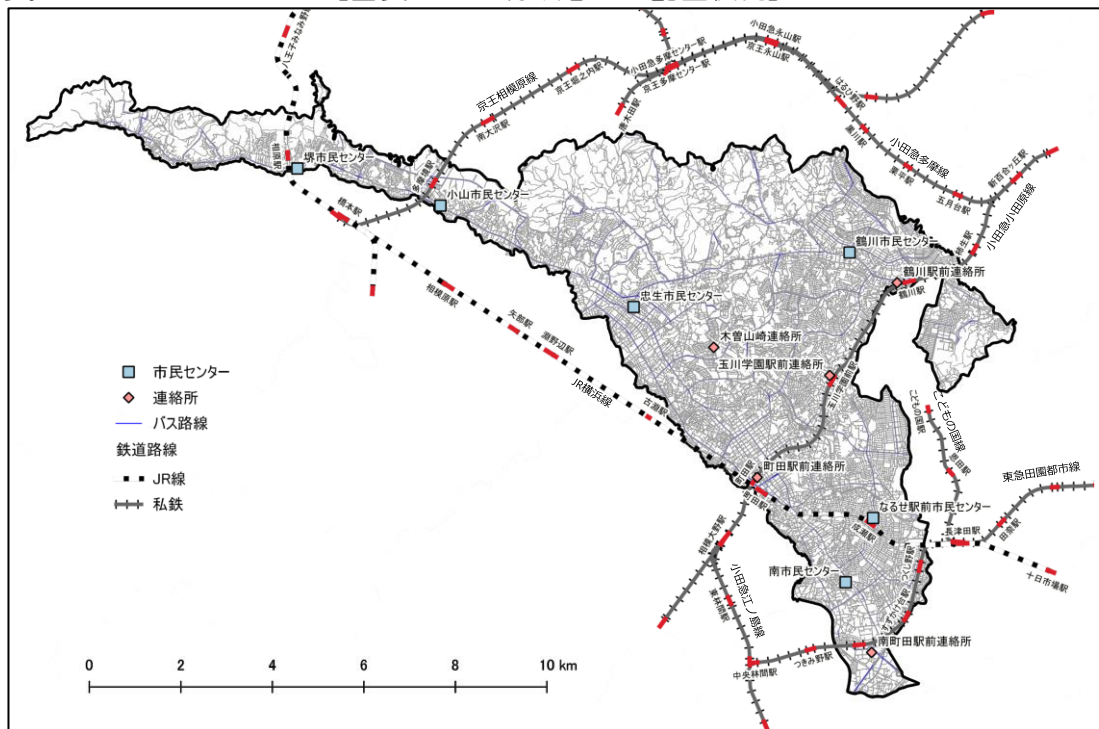 八王子みなみ野駅
小田急多摩センター駅
京王多摩センター駅
小田急永山駅
京王永山駅
京王相模原線
京王堀之内駅
南大沢駅
唐木田駅
はるひ野駅
黒川駅
小田急多摩線
栗平駅
五月台駅
新百合ヶ丘駅
小田急小田原線
柿生駅
相原駅
堺市民センター
多摩境駅
小山市民センター
橋本駅
鶴川市民センター
鶴川駅前連絡所
鶴川駅
相模原駅
忠生市民センター
矢部駅
淵野辺駅
木曽山崎連絡所
玉川学園駅前連絡所
玉川学園前駅
JR横浜線
古淵駅
こどもの国駅
こどもの国線
恩田駅
市民センター
連絡所
バス路線
鉄道路線
JR線
私鉄
町田駅前連絡所
町田駅
東急田園都市線
なるせ駅前市民センター
成瀬駅
長津田駅
田奈駅
十日市場駅
つくし野駅
相模大野駅
小田急江ノ島線
東林間駅
南市民センター
すずかけ台駅
南町田駅前連絡所
つきみ野駅
中央林間駅
0 2 4 6 8 10 km